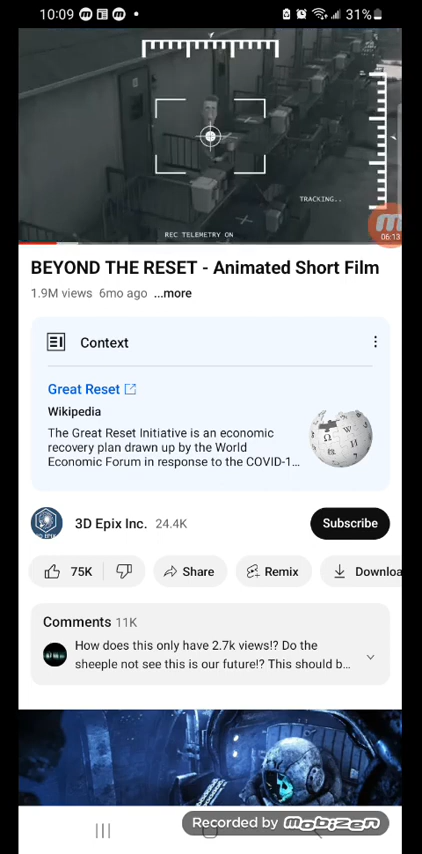 10:09
31%
TRACKING..
REC TELEMETRY ON
06:13
BEYOND THE RESET - Animated Short Film
1.9M views 6mo ago ...more
Context
Great Reset
Wikipedia
The Great Reset Initiative is an economic
recovery plan drawn up by the World
Economic Forum in response to the COVID-1...
3D Epix Inc. 24.4K
Subscribe
75K
Share
Remix
Downloa
Comments 11K
How does this only have 2.7k views!? Do the
sheeple not see this is our future!? This should b...
Recorded by mobizen